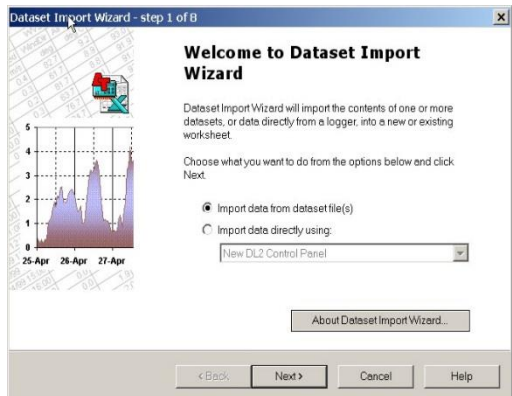 Dataset Import Wizard - step 1 of 8
Welcome to Dataset Import
Wizard
Dataset Import Wizard will import the contents of one or more
datasets, or data directly from a logger, into a new or existing
worksheet.
Choose what you want to do from the options below and click
Next.
Import data from dataset file(s)
Import data directly using:
New DL2 Control Panel
5
4
3
2
1
0
25-Apr 26-Apr 27-Apr
About Dataset Import Wizard...
< Back Next > Cancel Help